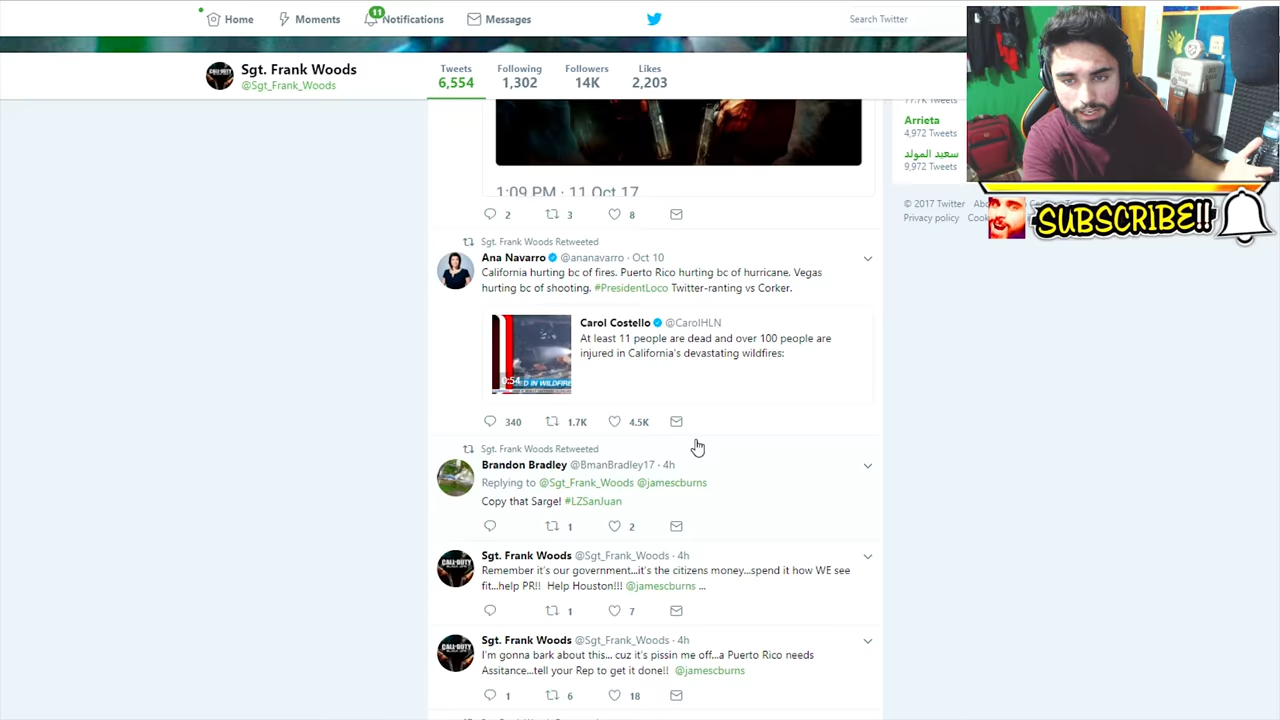 Home
Moments
11
Notifications
Messages
Search Twitter
Sgt. Frank Woods
@Sgt_Frank_Woods
Tweets
6,554
Following
1,302
Followers
14K
Likes
2,203
77.7K Tweets
Arrieta
4,972 Tweets
سعيد المولد
9,972 Tweets
© 2017 Twitter
Privacy policy
SUBSCRIBE!!
1:09 PM · 11 Oct 17
2
3
8
Sgt. Frank Woods Retweeted
Ana Navarro @ananavarro · Oct 10
California hurting bc of fires. Puerto Rico hurting bc of hurricane. Vegas
hurting bc of shooting. #PresidentLoco Twitter-ranting vs Corker.
Carol Costello @CarolHLN
At least 11 people are dead and over 100 people are
injured in California's devastating wildfires:
0:54
D IN WILDFIRE
340
1.7K
4.5K
Sgt. Frank Woods Retweeted
Brandon Bradley @BmanBradley17 · 4h
Replying to @Sgt_Frank_Woods @jamescburns
Copy that Sarge! #LZSanJuan
1
2
Sgt. Frank Woods @Sgt_Frank_Woods · 4h
Remember it's our government...it's the citizens money...spend it how WE see
fit...help PR!! Help Houston!!! @jamescburns ...
1
7
Sgt. Frank Woods @Sgt_Frank_Woods · 4h
I'm gonna bark about this... cuz it's pissin me off...a Puerto Rico needs
Assitance...tell your Rep to get it done!! @jamescburns
1
6
18